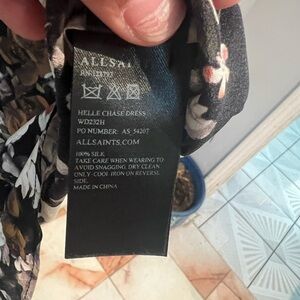 ALLSAI
HELLE CHASE DRESS
WD232H
PO NUMBER: AS_54207
ALLSAINTS.COM
100% SILK
TAKE CARE WHEN WEARING TO
AVOID SNAGGING. DRY CLEAN
ONLY. COOL IRON ON REVERSE
SIDE.
MADE IN CHINA